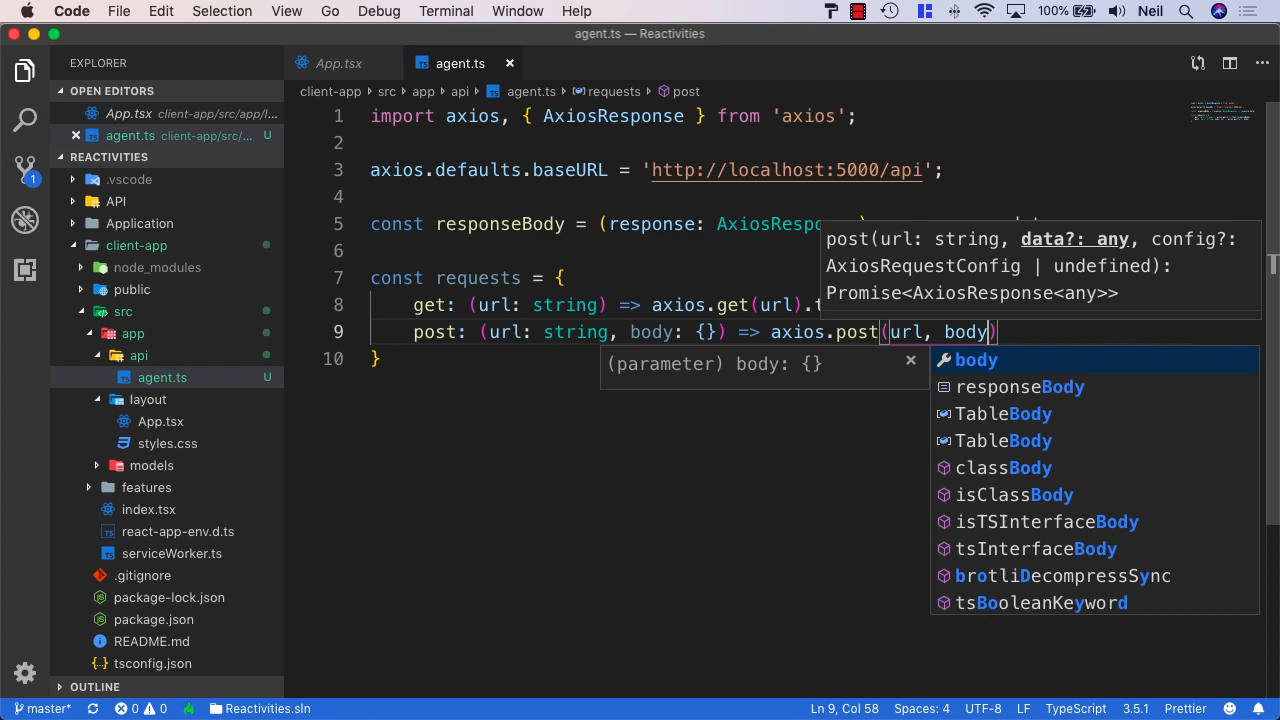 Code File Edit Selection View Go Debug Terminal Window Help 100% Neil
agent.ts — Reactivities
EXPLORER
OPEN EDITORS
App.tsx client-app/src/app/l...
agent.ts client-app/src/... U
REACTIVITIES
.vscode
API
Application
client-app
node_modules
public
src
app
api
agent.ts U
layout
App.tsx
styles.css
models
features
index.tsx
react-app-env.d.ts
serviceWorker.ts
.gitignore
package-lock.json
package.json
README.md
tsconfig.json
OUTLINE
1
App.tsx agent.ts
client-app › src › app › api › agent.ts › requests › post
1 import axios, { AxiosResponse } from 'axios';
2
3 axios.defaults.baseURL = 'http://localhost:5000/api';
4
5 const responseBody = (response: AxiosRespo
6
7 const requests = {
8 get: (url: string) => axios.get(url).t
9 post: (url: string, body: {}) => axios.post(url, body)
10 }
post(url: string, data?: any, config?:
AxiosRequestConfig | undefined):
Promise<AxiosResponse<any>>
(parameter) body: {}
body
responseBody
TableBody
TableBody
classBody
isClassBody
isTSInterfaceBody
tsInterfaceBody
brotliDecompressSync
tsBooleanKeyword
master* 0 0 Reactivities.sln Ln 9, Col 58 Spaces: 4 UTF-8 LF TypeScript 3.5.1 Prettier